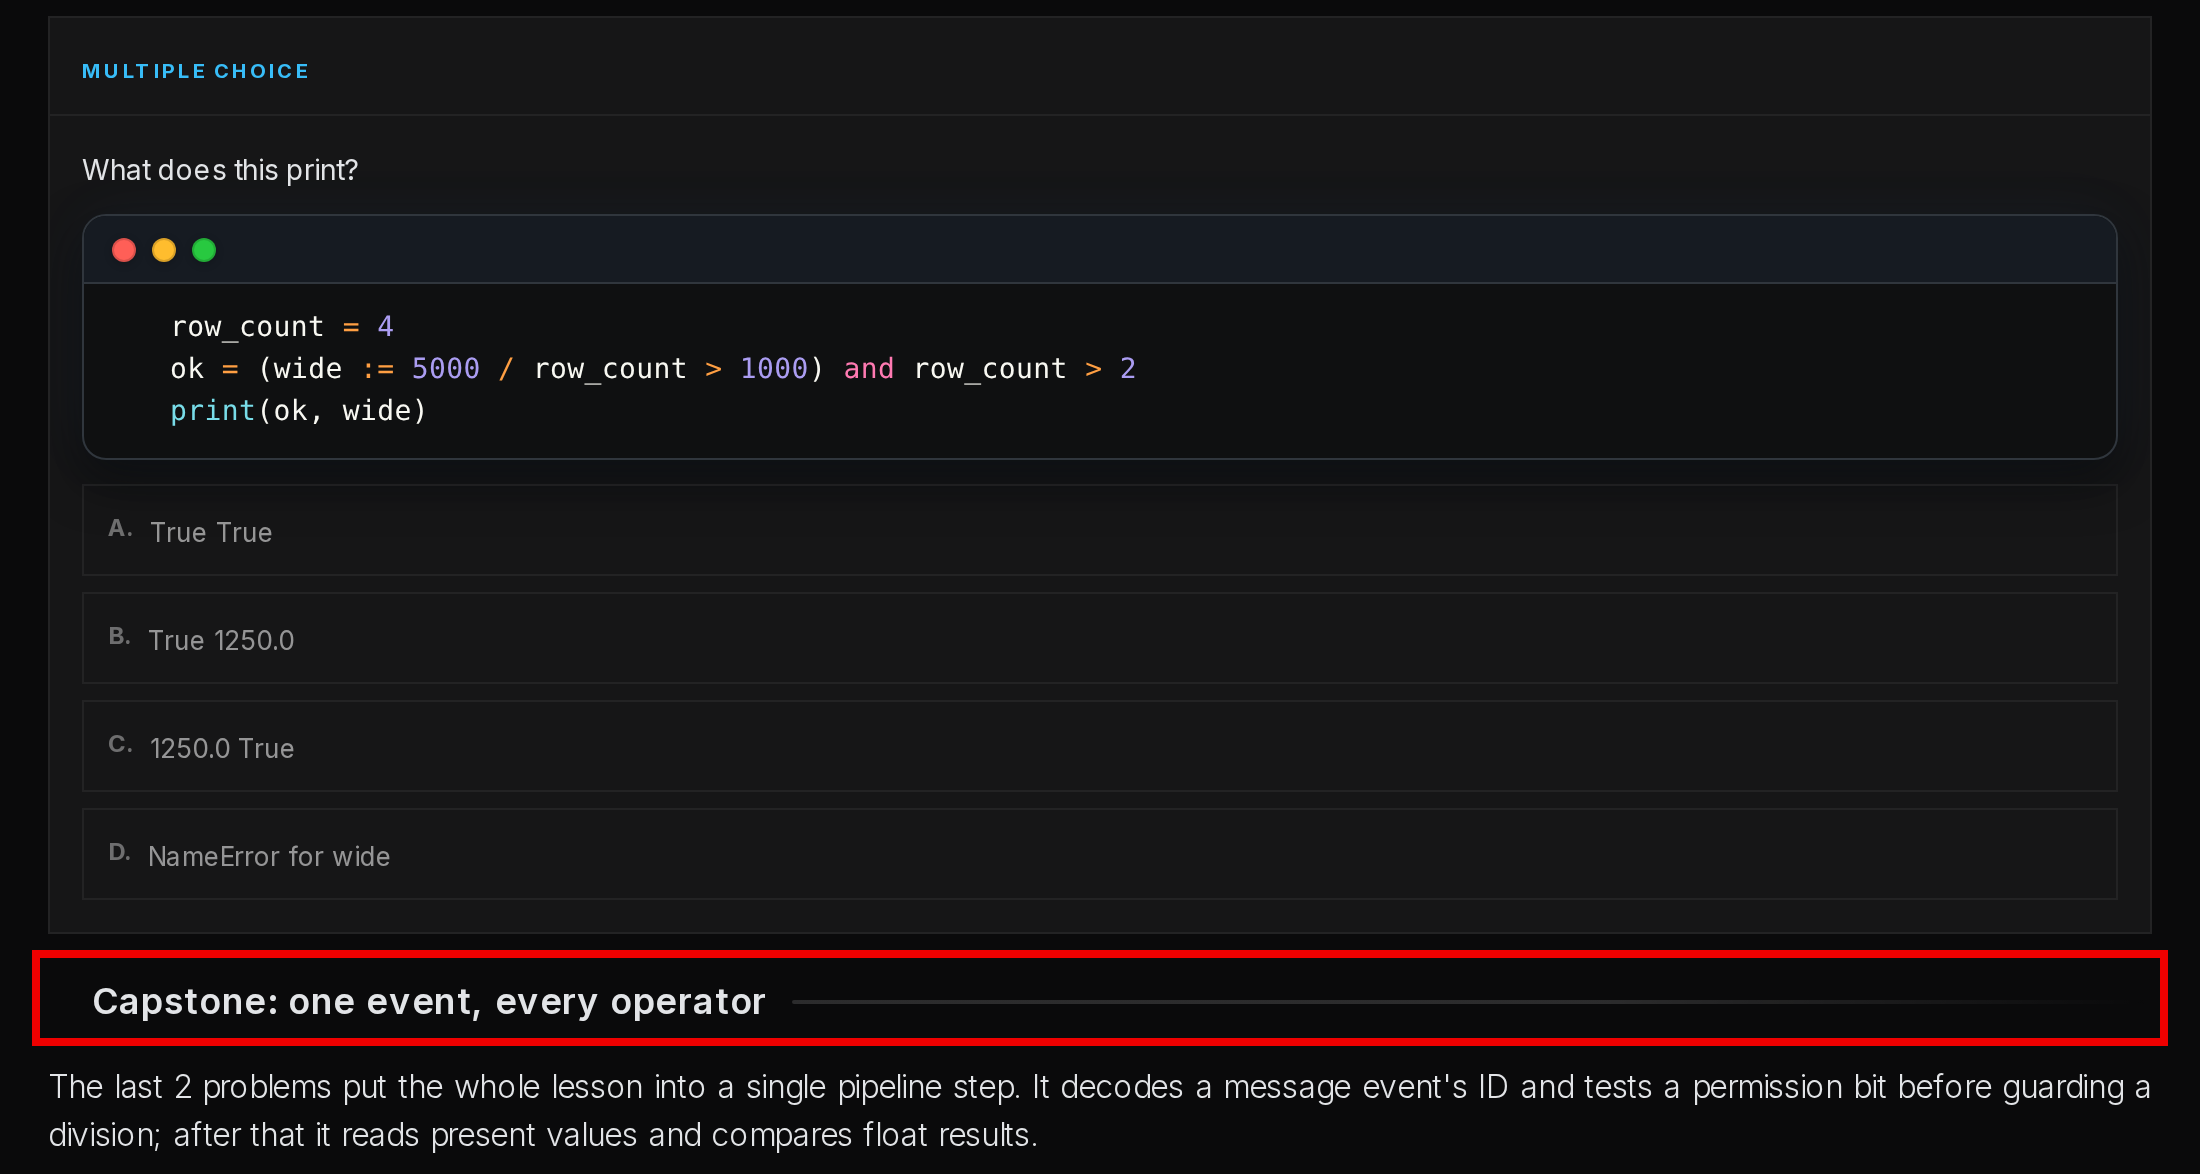 MULTIPLE CHOICE
What does this print?
row_count = 4
ok = (wide := 5000 / row_count > 1000) and row_count > 2
print(ok, wide)
A. True True
B. True 1250.0
C. 1250.0 True
D. NameError for wide
Capstone: one event, every operator
The last 2 problems put the whole lesson into a single pipeline step. It decodes a message event's ID and tests a permission bit before guarding a
division; after that it reads present values and compares float results.